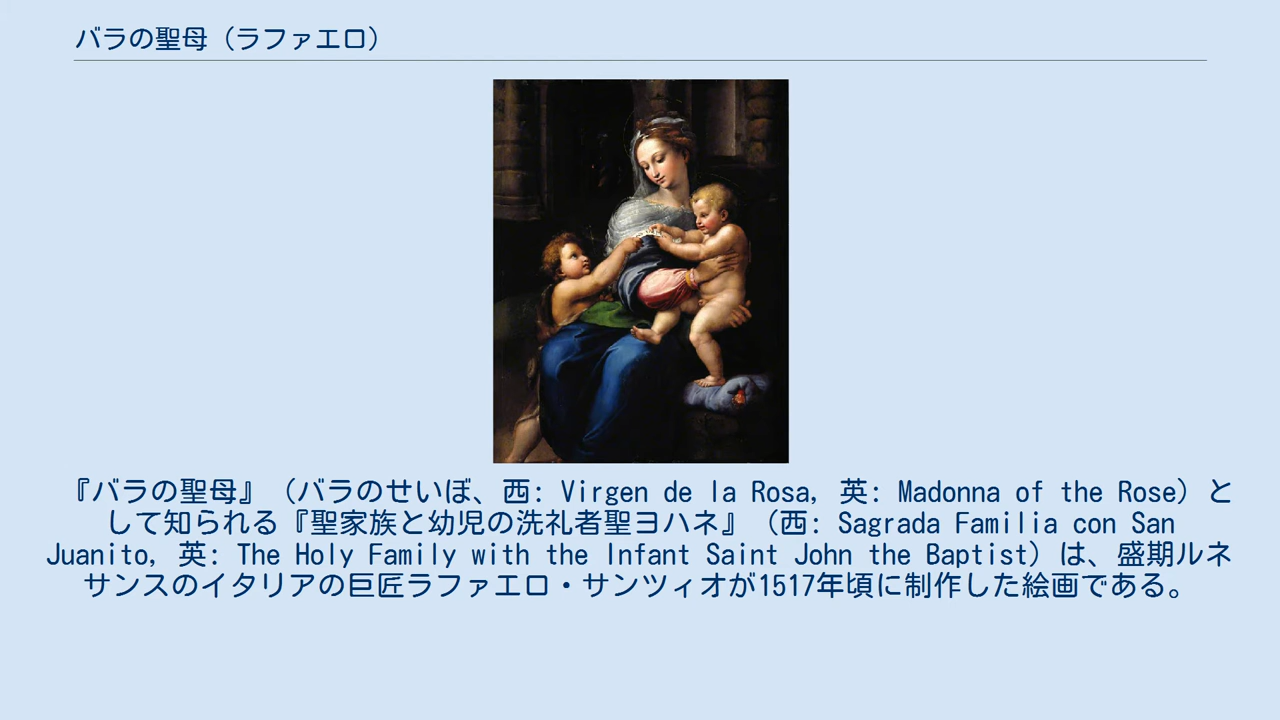 バラの聖母（ラファエロ）
『バラの聖母』（バラのせいぼ、西: Virgen de la Rosa, 英: Madonna of the Rose）と
して知られる『聖家族と幼児の洗礼者聖ヨハネ』（西: Sagrada Familia con San
Juanito, 英: The Holy Family with the Infant Saint John the Baptist）は、盛期ルネ
サンスのイタリアの巨匠ラファエロ・サンツィオが1517年頃に制作した絵画である。